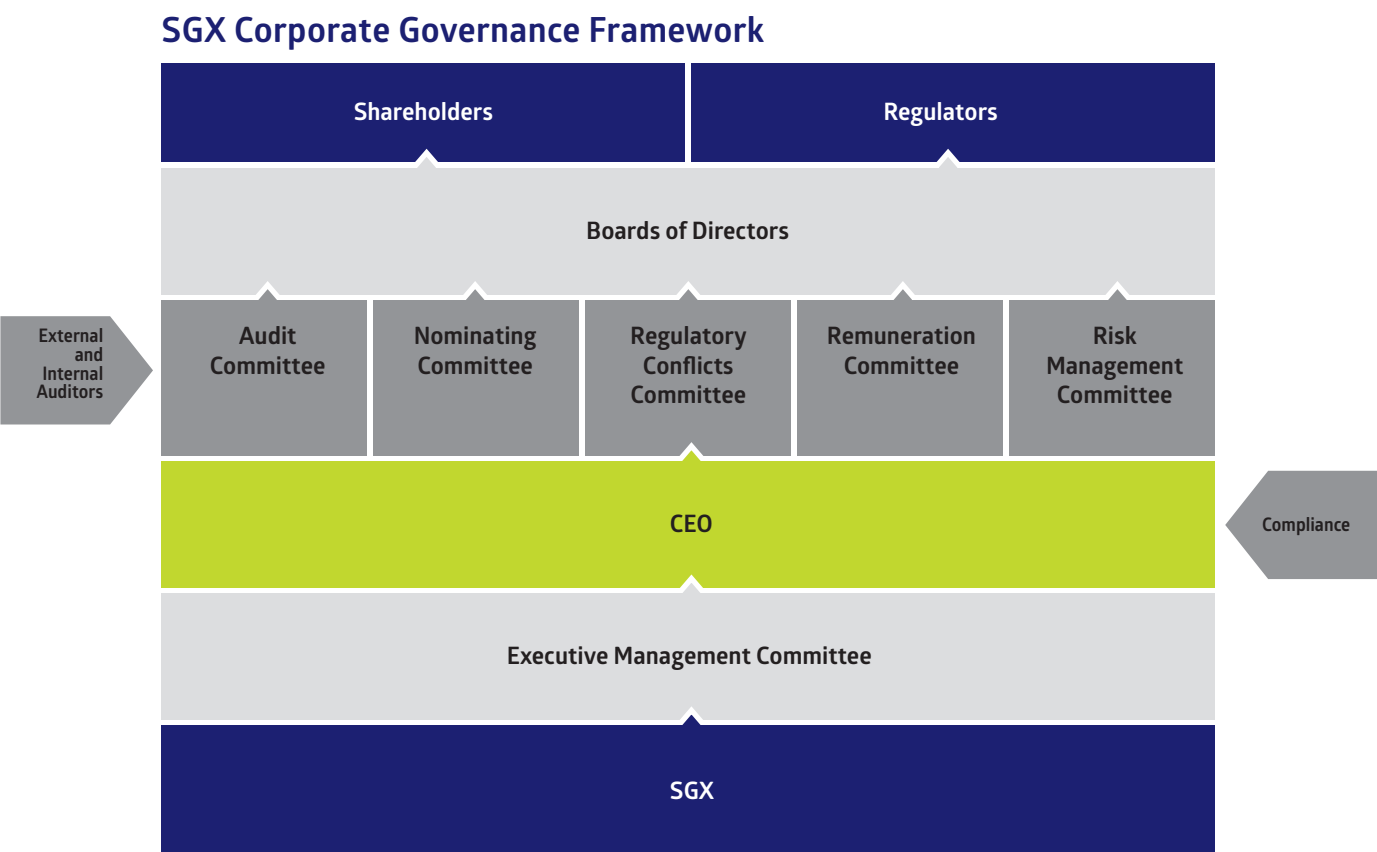 SGX Corporate Governance Framework
Shareholders
Regulators
Boards of Directors
External
and
Internal
Auditors
Audit
Committee
Nominating
Committee
Regulatory
Conflicts
Committee
Remuneration
Committee
Risk
Management
Committee
CEO
Compliance
Executive Management Committee
SGX